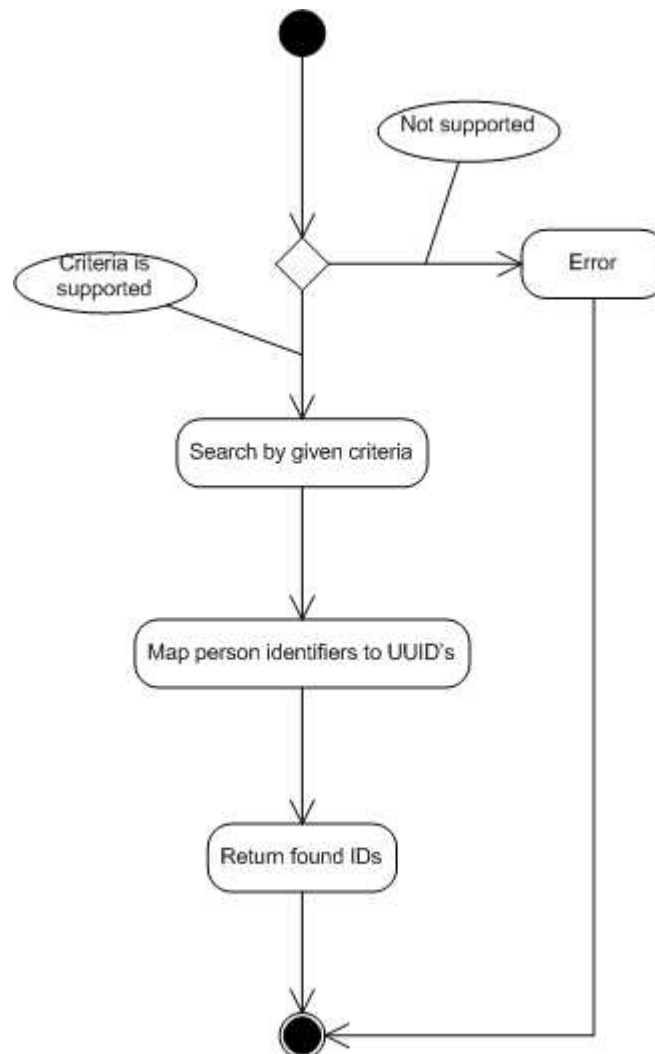 Not supported
Criteria is
supported
Error
Search by given criteria
Map person identifiers to UUID's
Return found IDs